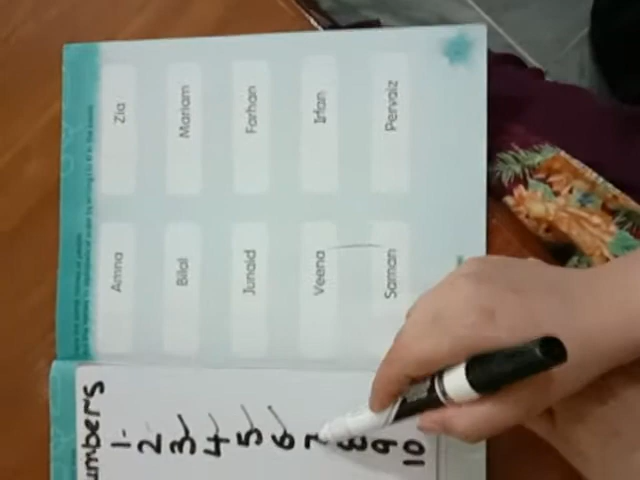 Amna Zia
Bilal Mariam
Junaid Farhan
Veena Irfan
Saman Pervaiz
umbers
1
2
3
4
5
6
7
8
9
10